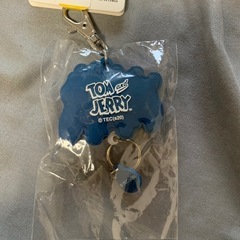 TOM and
JERRY
© TEC(s20)